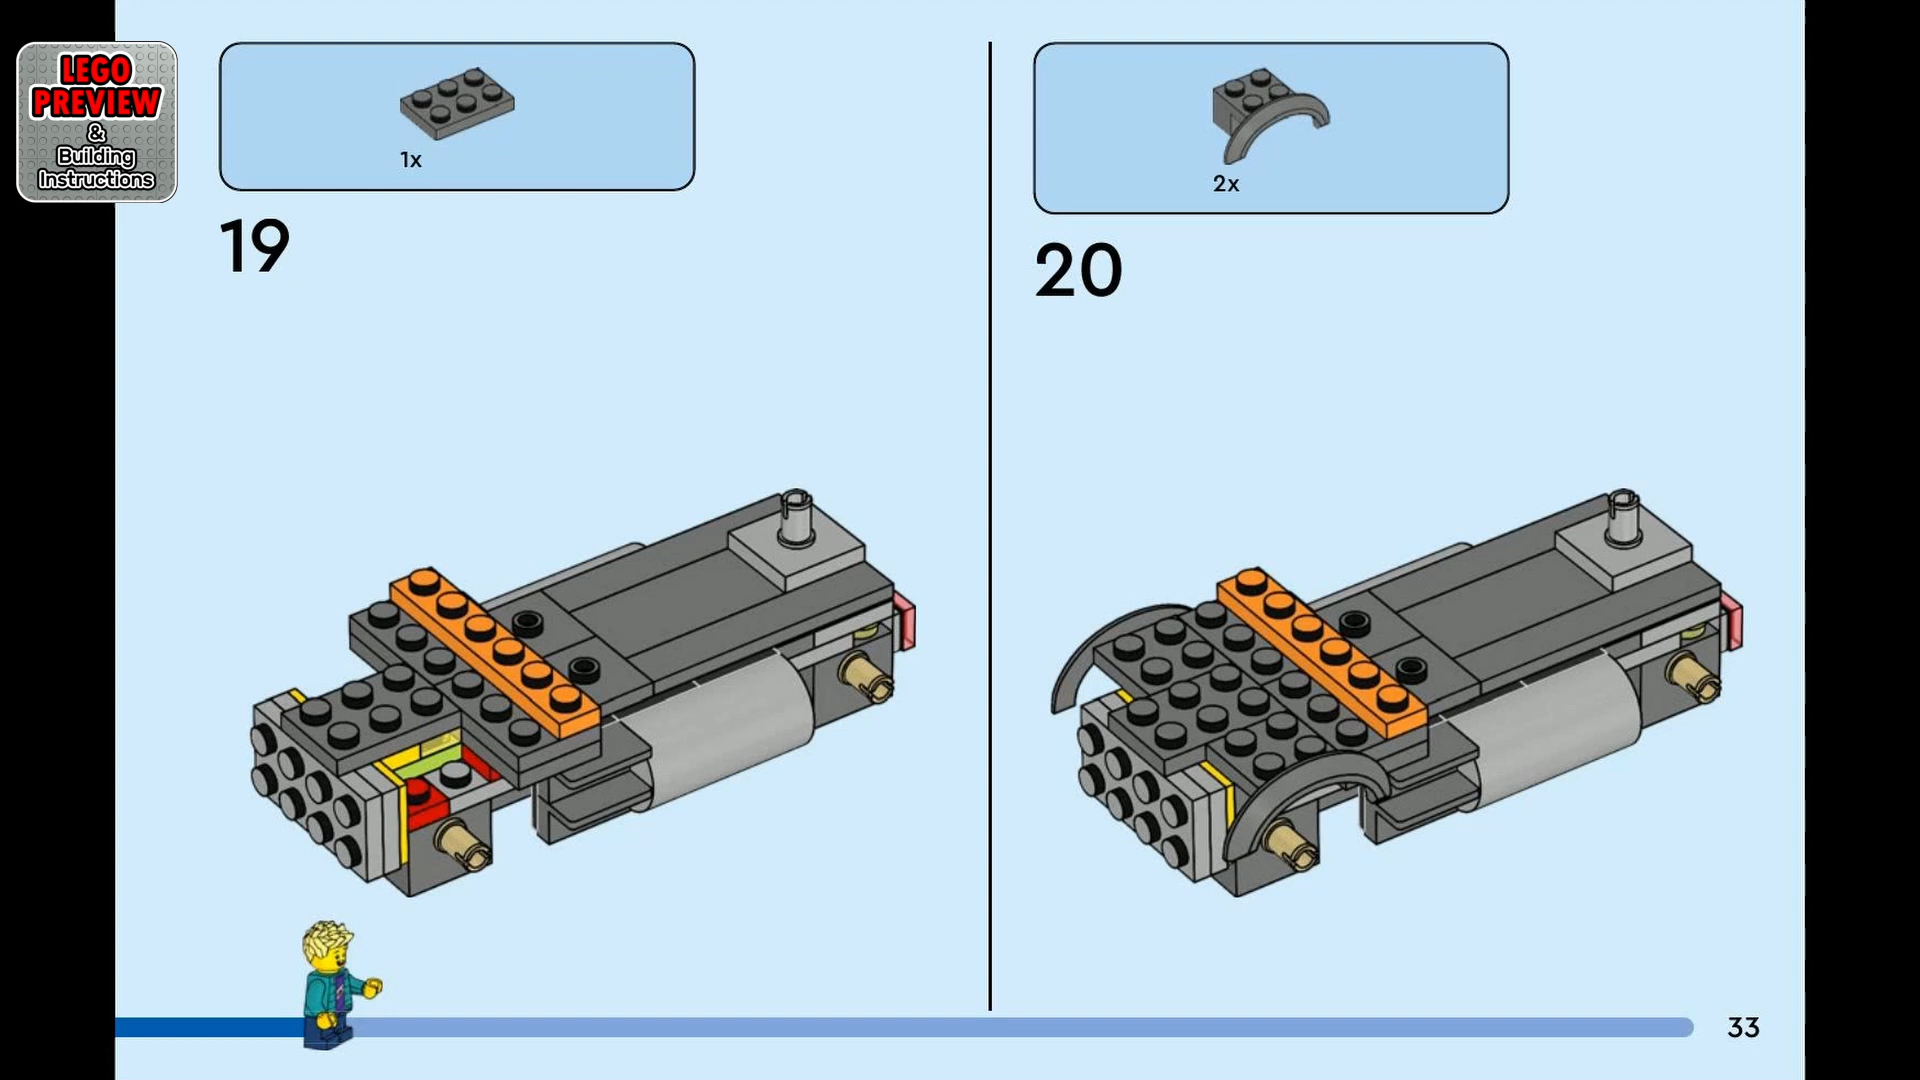 LEGO
PREVIEW
&
Building
Instructions
1x
19
2x
20
33